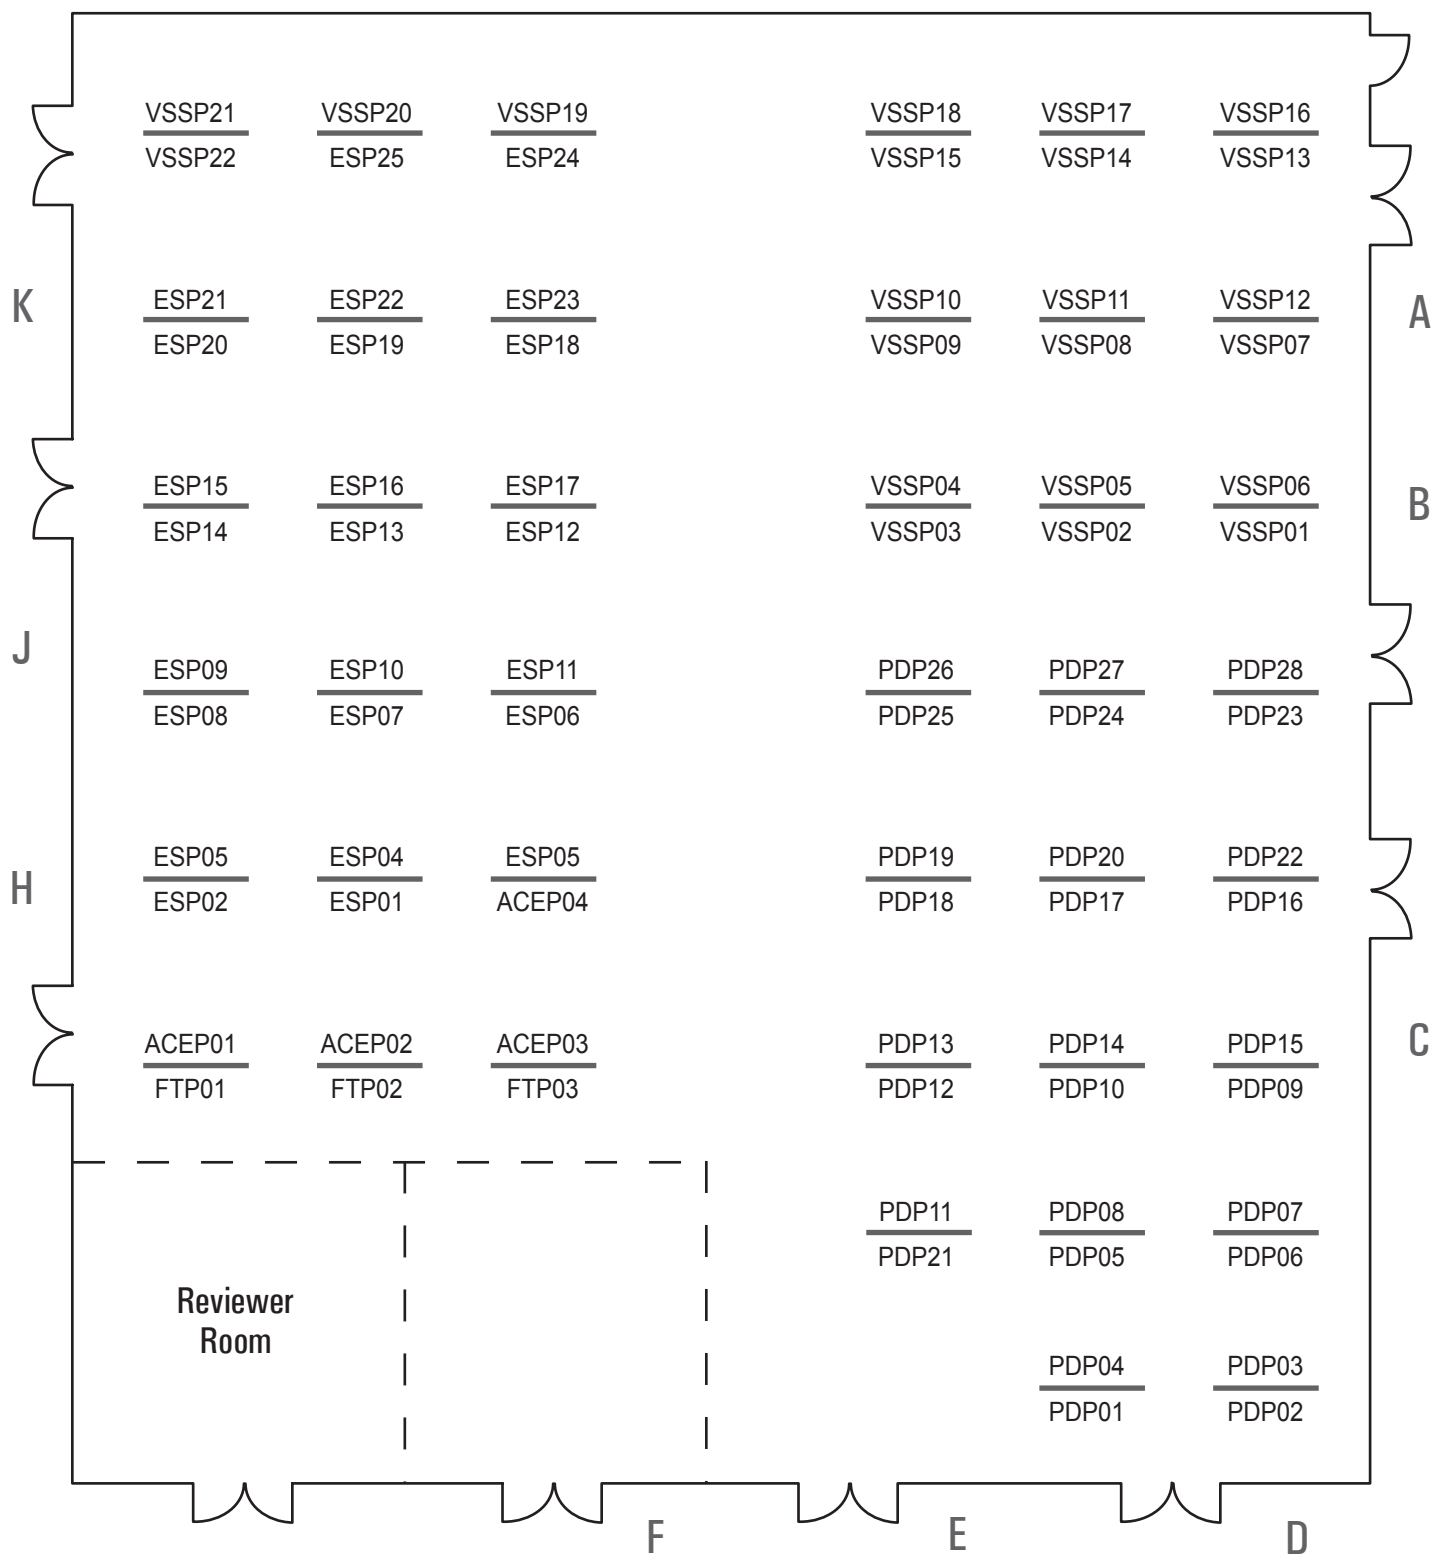 VSSP21 VSSP20 VSSP19 VSSP18 VSSP17 VSSP16
VSSP22 ESP25 ESP24 VSSP15 VSSP14 VSSP13
K ESP21 ESP22 ESP23 VSSP10 VSSP11 VSSP12 A
ESP20 ESP19 ESP18 VSSP09 VSSP08 VSSP07
ESP15 ESP16 ESP17 VSSP04 VSSP05 VSSP06 B
ESP14 ESP13 ESP12 VSSP03 VSSP02 VSSP01
J
ESP09 ESP10 ESP11 PDP26 PDP27 PDP28
ESP08 ESP07 ESP06 PDP25 PDP24 PDP23
ESP05 ESP04 ESP05 PDP19 PDP20 PDP22
H
ESP02 ESP01 ACEP04 PDP18 PDP17 PDP16
ACEP01 ACEP02 ACEP03 PDP13 PDP14 PDP15 C
FTP01 FTP02 FTP03 PDP12 PDP10 PDP09
PDP11 PDP08 PDP07
PDP21 PDP05 PDP06
Reviewer
Room
PDP04 PDP03
PDP01 PDP02
F E D